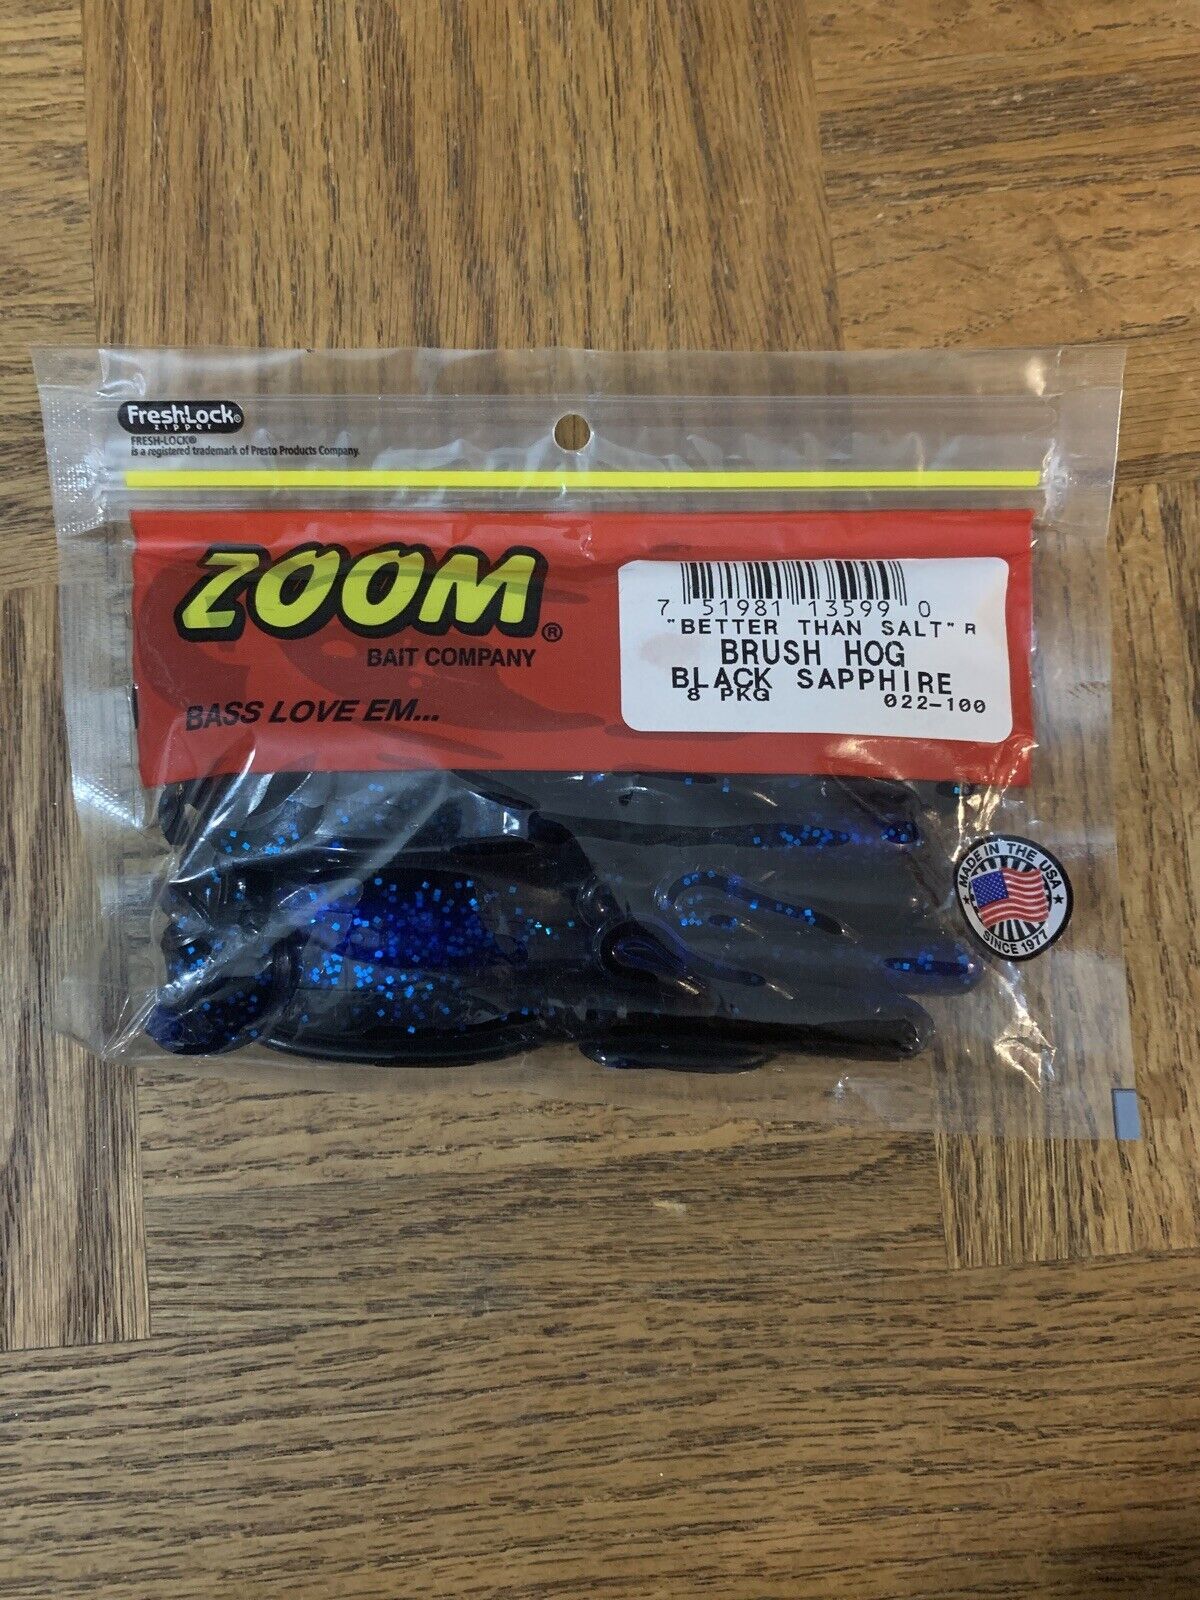 FreshLock®
zipper
FRESH-LOCK®
is a registered trademark of Presto Products Company.
ZOOM®
BAIT COMPANY
BASS LOVE EM...
7 51981 13599 0
"BETTER THAN SALT" R
BRUSH HOG
BLACK SAPPHIRE
8 PKG 022-100
MADE IN THE USA
SINCE 1977